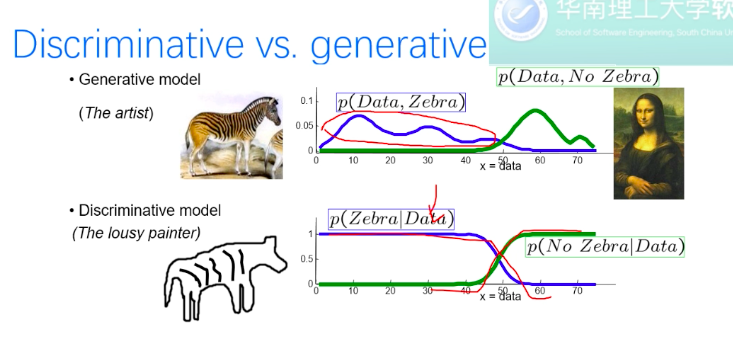 华南理工大学软
School of Software Engineering, South China Un
Discriminative vs. generative
• Generative model
(The artist)
p(Data, Zebra)
p(Data, No Zebra)
0.1
0.05
0
0 10 20 30 40 50 60 70
x = data
• Discriminative model
(The lousy painter)
p(Zebra|Data)
p(No Zebra|Data)
1
0.5
0
0 10 20 30 40 50 60 70
x = data